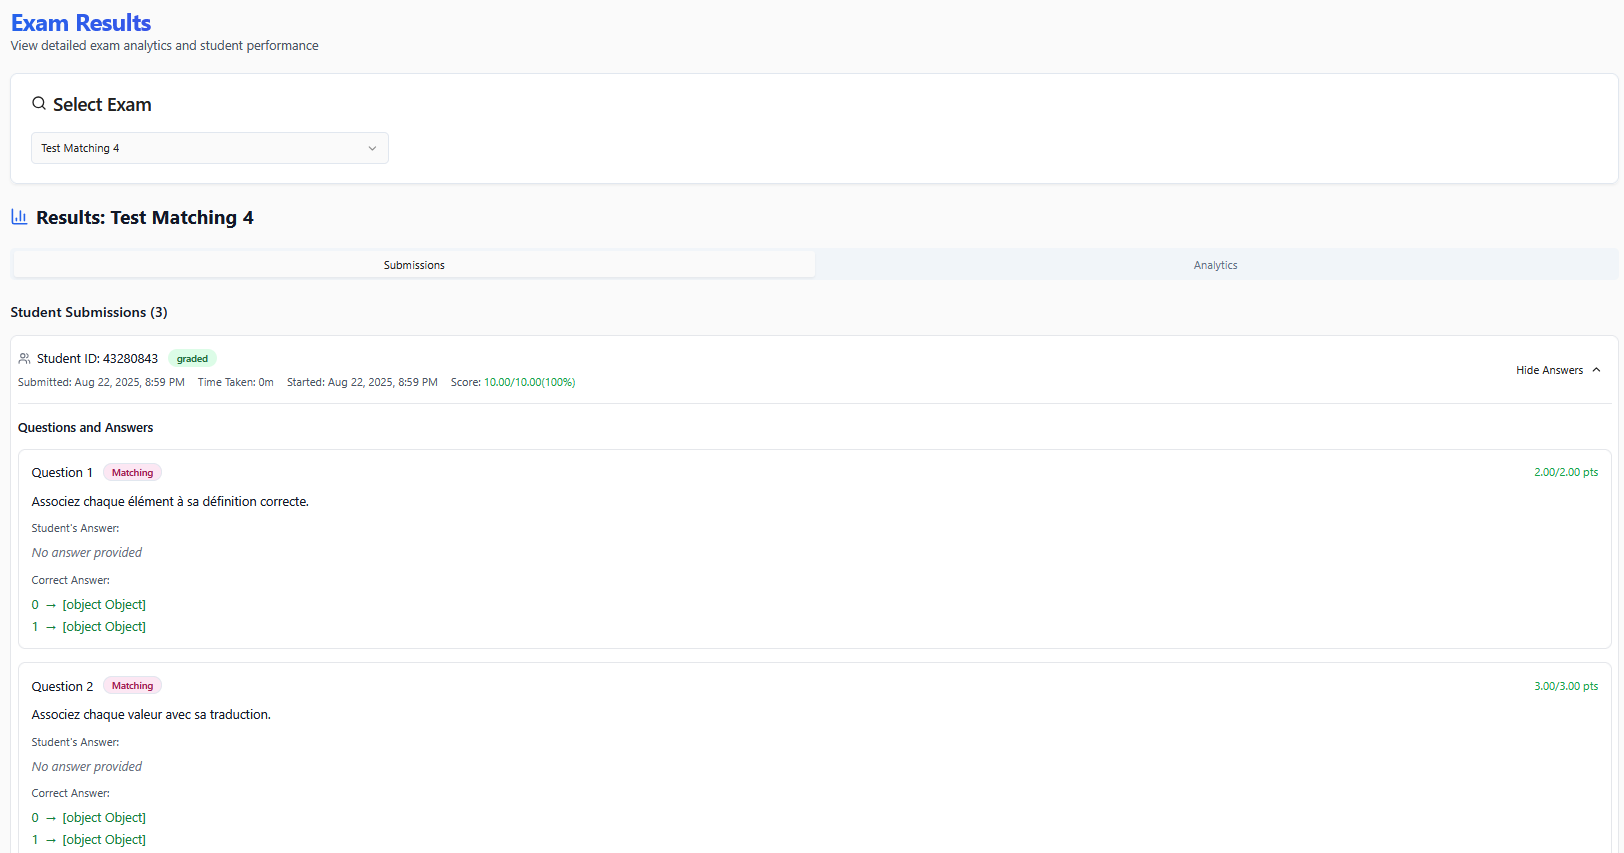 Exam Results
View detailed exam analytics and student performance
Select Exam
Test Matching 4
Results: Test Matching 4
Submissions
Analytics
Student Submissions (3)
Student ID: 43280843 graded
Submitted: Aug 22, 2025, 8:59 PM Time Taken: 0m Started: Aug 22, 2025, 8:59 PM Score: 10.00/10.00(100%)
Hide Answers
Questions and Answers
Question 1 Matching 2.00/2.00 pts
Associez chaque élément à sa définition correcte.
Student's Answer:
No answer provided
Correct Answer:
0 → [object Object]
1 → [object Object]
Question 2 Matching 3.00/3.00 pts
Associez chaque valeur avec sa traduction.
Student's Answer:
No answer provided
Correct Answer:
0 → [object Object]
1 → [object Object]